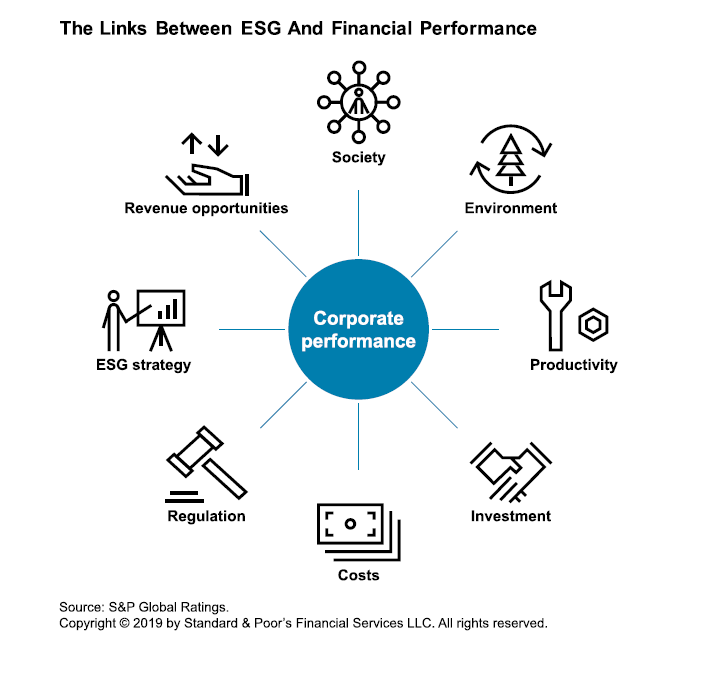 The Links Between ESG And Financial Performance
Society
Revenue opportunities
Environment
Corporate
performance
ESG strategy
Productivity
Regulation
Investment
Costs
Source: S&P Global Ratings.
Copyright © 2019 by Standard & Poor's Financial Services LLC. All rights reserved.